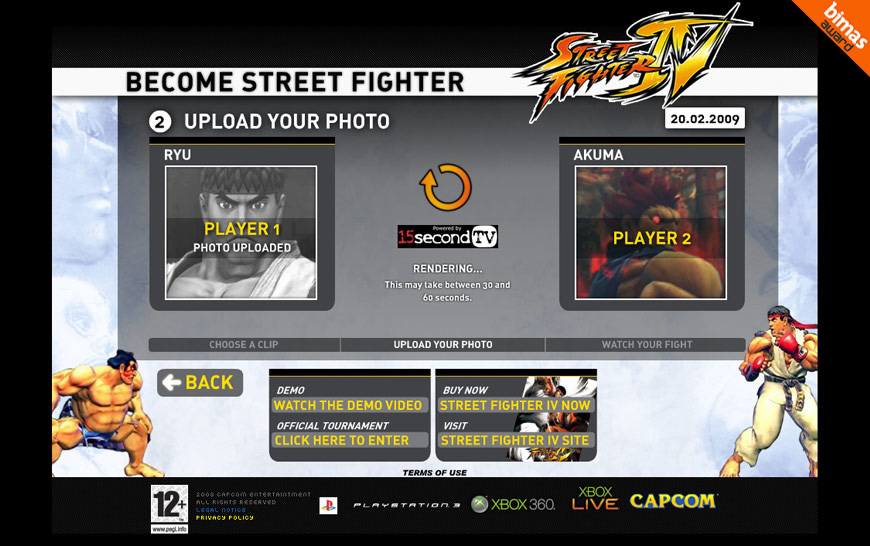 bimas
award
STREET
FIGHTER IV
BECOME STREET FIGHTER
2 UPLOAD YOUR PHOTO
20.02.2009
RYU
AKUMA
PLAYER 1
PHOTO UPLOADED
PLAYER 2
Powered by
15secondTV
RENDERING...
This may take between 30 and
60 seconds.
CHOOSE A CLIP
UPLOAD YOUR PHOTO
WATCH YOUR FIGHT
BACK
DEMO
WATCH THE DEMO VIDEO
OFFICIAL TOURNAMENT
CLICK HERE TO ENTER
BUY NOW
STREET FIGHTER IV NOW
VISIT
STREET FIGHTER IV SITE
TERMS OF USE
12+
www.pegi.info
2008 CAPCOM ENTERTAINMENT
ALL RIGHTS RESERVED
LEGAL NOTICE
PRIVACY POLICY
PLAYSTATION 3
XBOX 360.
XBOX
LIVE
CAPCOM